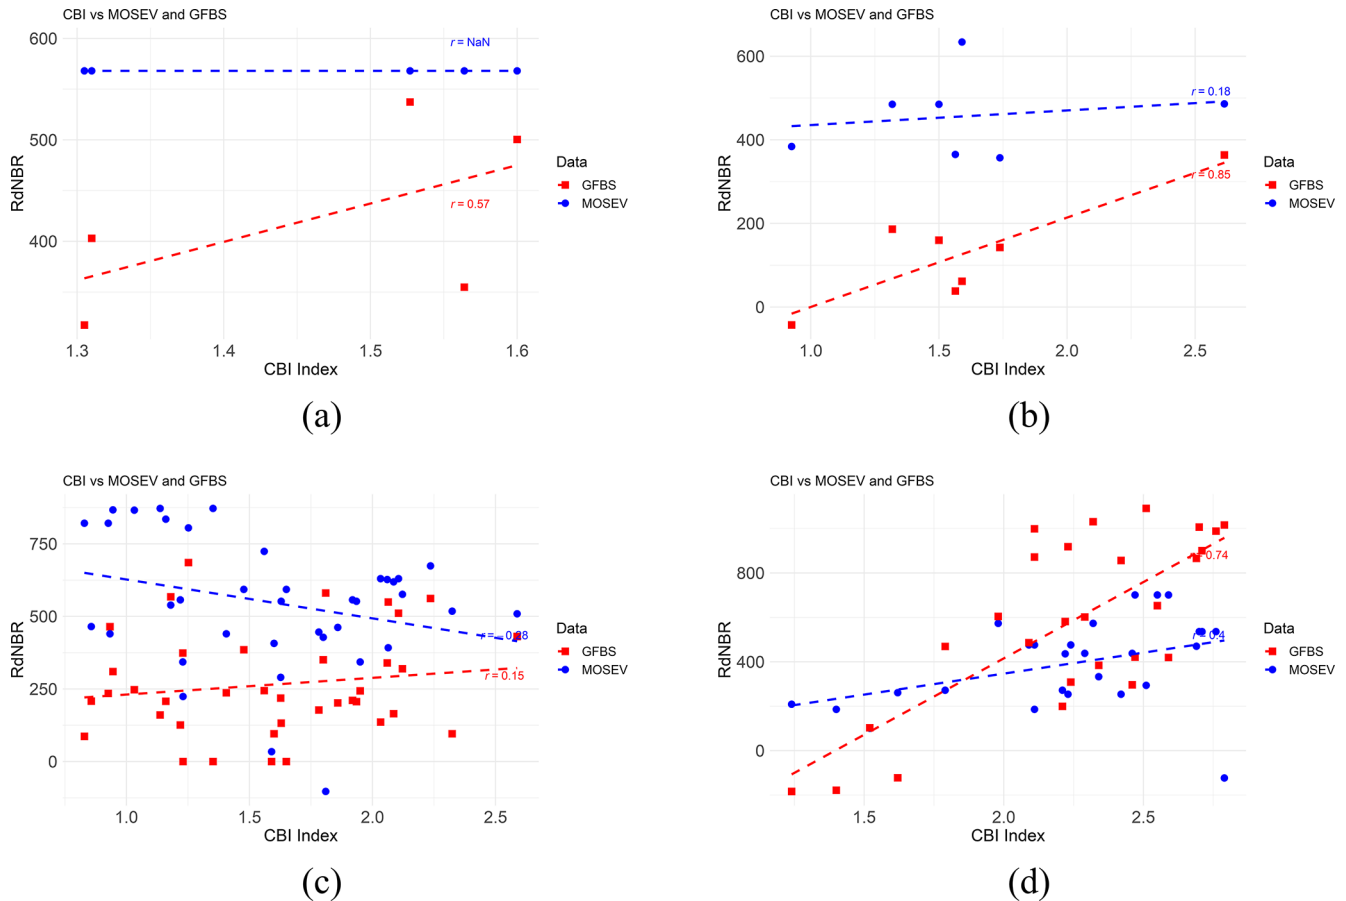 CBI vs MOSEV and GFBS
r = NaN
r = 0.57
600
500
400
RdNBR
1.3 1.4 1.5 1.6
CBI Index
Data
GFBS
MOSEV
(a)
CBI vs MOSEV and GFBS
r = 0.18
r = 0.85
600
400
200
0
RdNBR
1.0 1.5 2.0 2.5
CBI Index
Data
GFBS
MOSEV
(b)
CBI vs MOSEV and GFBS
r = −0.28
r = 0.15
750
500
250
0
RdNBR
1.0 1.5 2.0 2.5
CBI Index
Data
GFBS
MOSEV
(c)
CBI vs MOSEV and GFBS
r = 0.74
r = 0.4
800
400
0
RdNBR
1.5 2.0 2.5
CBI Index
Data
GFBS
MOSEV
(d)